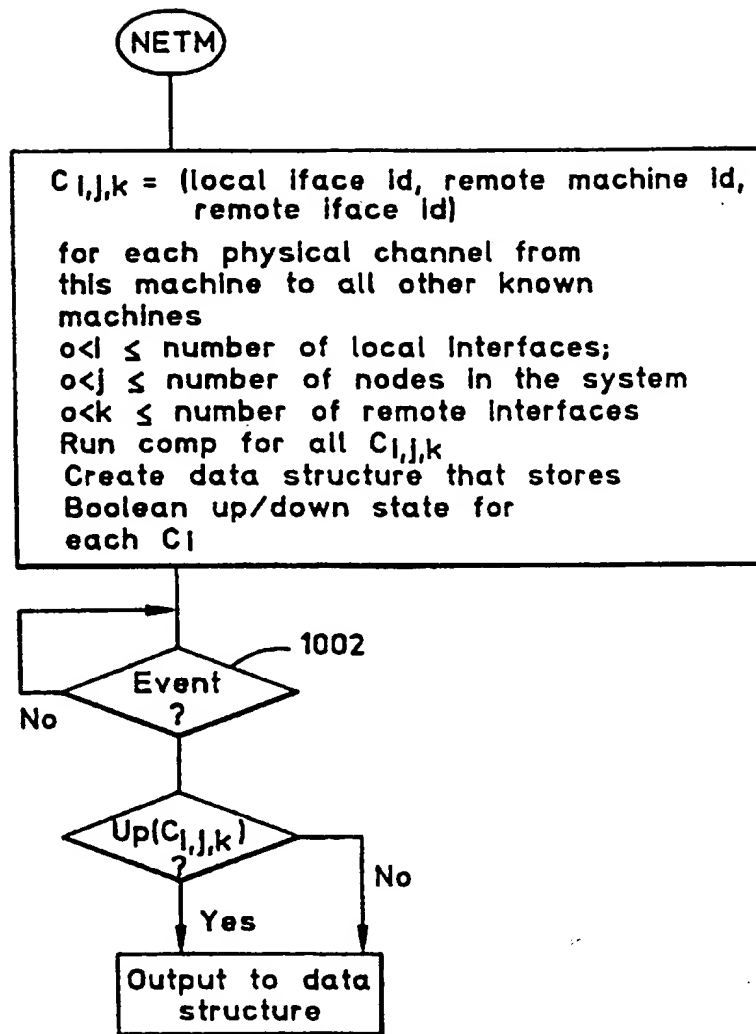 NETM
C i,j,k = (local iface id, remote machine id,
remote iface id)
for each physical channel from
this machine to all other known
machines
o<i ≤ number of local interfaces;
o<j ≤ number of nodes in the system
o<k ≤ number of remote interfaces
Run comp for all C i,j,k
Create data structure that stores
Boolean up/down state for
each Ci
1002
Event
?
No
Up(C i,j,k)
?
No
Yes
Output to data
structure